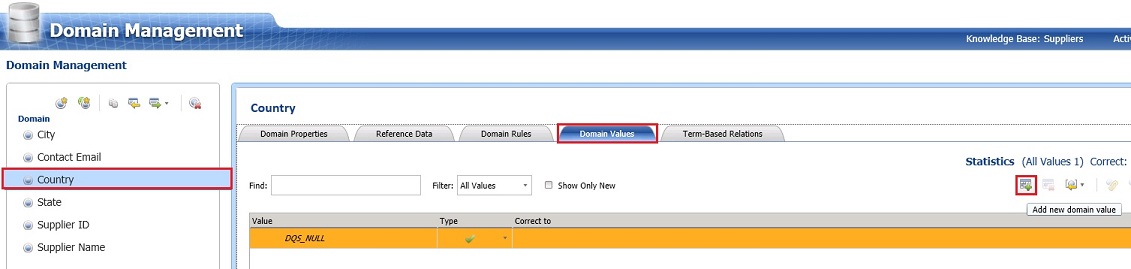 Domain Management
Knowledge Base: Suppliers
Domain Management
Domain
City
Contact Email
Country
State
Supplier ID
Supplier Name
Country
Domain Properties Reference Data Domain Rules Domain Values Term-Based Relations
Statistics (All Values 1) Correct:
Find: Filter: All Values Show Only New
Add new domain value
Value Type Correct to
DQS_NULL